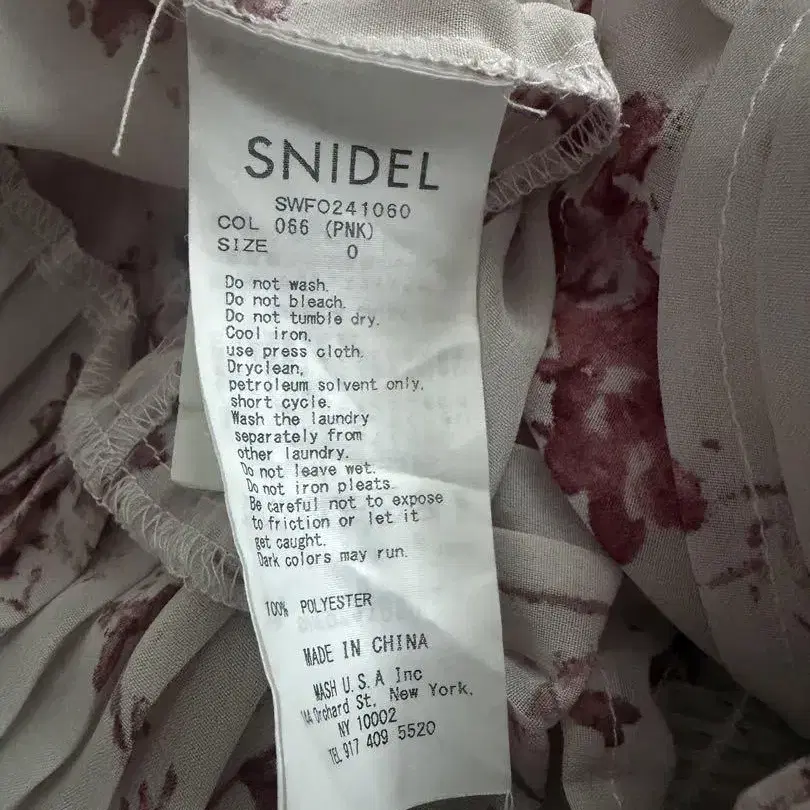 SNIDEL
SWFO241060
COL 066 (PNK)
SIZE 0
Do not wash.
Do not bleach.
Do not tumble dry.
Cool iron,
use press cloth.
Dryclean,
petroleum solvent only,
short cycle.
Wash the laundry
separately from
other laundry.
Do not leave wet.
Do not iron pleats.
Be careful not to expose
to friction or let it
get caught.
Dark colors may run.
100% POLYESTER
MADE IN CHINA
MASH U.S.A Inc
Orchard St, New York,
NY 10002
TEL 917 409 5520